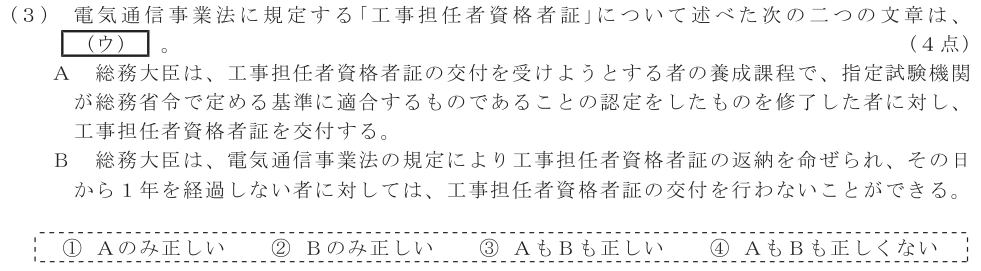 （３） 電気通信事業法に規定する「工事担任者資格者証」について述べた次の二つの文章は、
（ウ） 。 （４点）
Ａ 総務大臣は、工事担任者資格者証の交付を受けようとする者の養成課程で、指定試験機関
が総務省令で定める基準に適合するものであることの認定をしたものを修了した者に対し、
工事担任者資格者証を交付する。
Ｂ 総務大臣は、電気通信事業法の規定により工事担任者資格者証の返納を命ぜられ、その日
から１年を経過しない者に対しては、工事担任者資格者証の交付を行わないことができる。
① Ａのみ正しい ② Ｂのみ正しい ③ ＡもＢも正しい ④ ＡもＢも正しくない